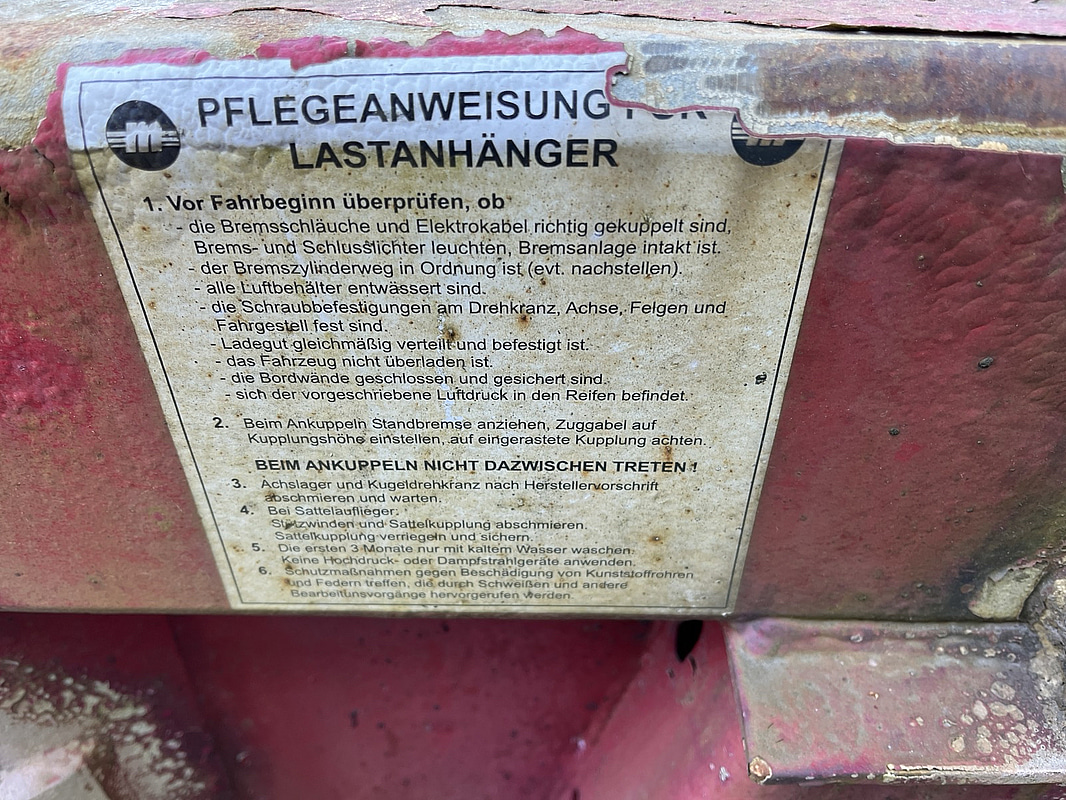 M PFLEGEANWEISUNG FÜR
LASTANHÄNGER
1. Vor Fahrbeginn überprüfen, ob
- die Bremsschläuche und Elektrokabel richtig gekuppelt sind,
Brems- und Schlusslichter leuchten, Bremsanlage intakt ist.
- der Bremszylinderweg in Ordnung ist (evt. nachstellen).
- alle Luftbehälter entwässert sind.
- die Schraubbefestigungen am Drehkranz, Achse, Felgen und
Fahrgestell fest sind.
- Ladegut gleichmäßig verteilt und befestigt ist.
- das Fahrzeug nicht überladen ist.
- die Bordwände geschlossen und gesichert sind.
- sich der vorgeschriebene Luftdruck in den Reifen befindet.
2. Beim Ankuppeln Standbremse anziehen, Zuggabel auf
Kupplungshöhe einstellen, auf eingerastete Kupplung achten.
BEIM ANKUPPELN NICHT DAZWISCHEN TRETEN !
3. Achslager und Kugeldrehkranz nach Herstellervorschrift
abschmieren und warten.
4. Bei Sattelauflieger:
Stützwinden und Sattelkupplung abschmieren.
Sattelkupplung verriegeln und sichern.
5. Die ersten 3 Monate nur mit kaltem Wasser waschen.
Keine Hochdruck- oder Dampfstrahlgeräte anwenden.
6. Schutzmaßnahmen gegen Beschädigung von Kunststoffrohren
und Federn treffen, die durch Schweißen und andere
Bearbeitunsvorgänge hervorgerufen werden.